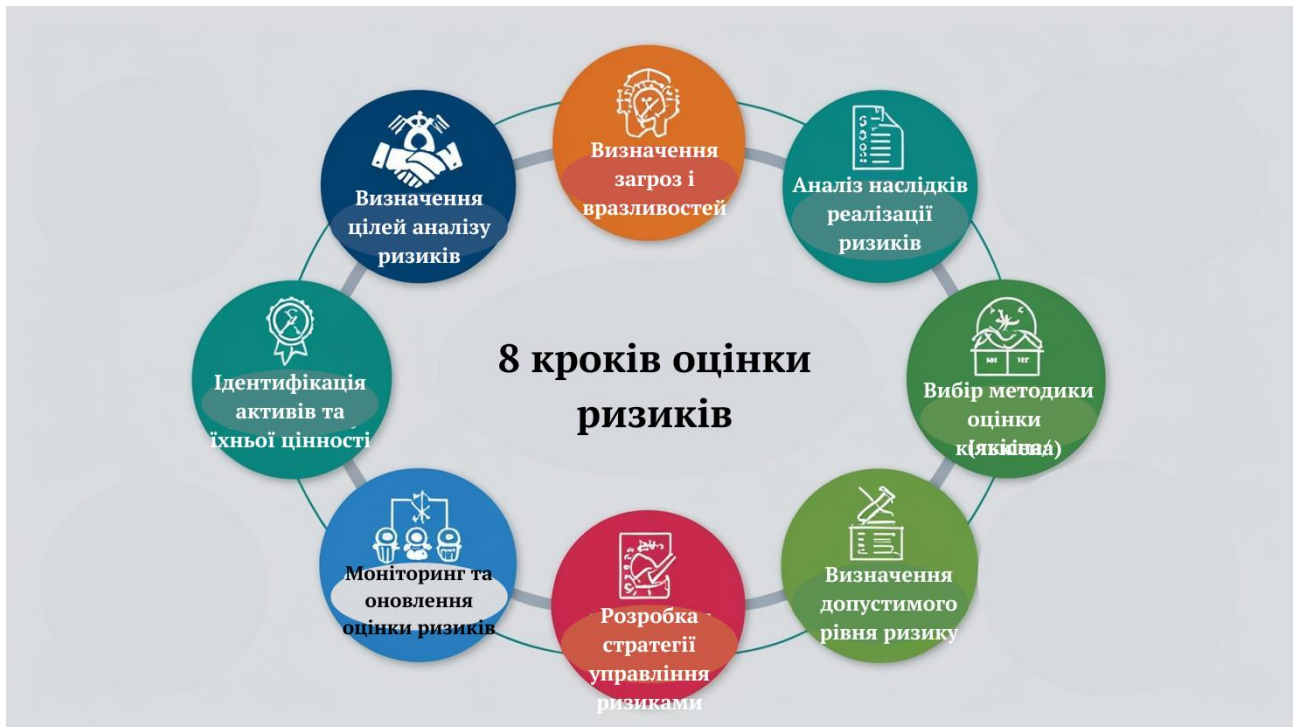 8 кроків оцінки
ризиків
Визначення
цілей аналізу
ризиків
Визначення
загроз і
вразливостей
Аналіз наслідків
реалізації
ризиків
Вибір методики
оцінки
Визначення
допустимого
рівня ризику
Розробка
стратегії
управління
ризиками
Моніторинг та
оновлення
оцінки ризиків
Ідентифікація
активів та
їхньої цінності